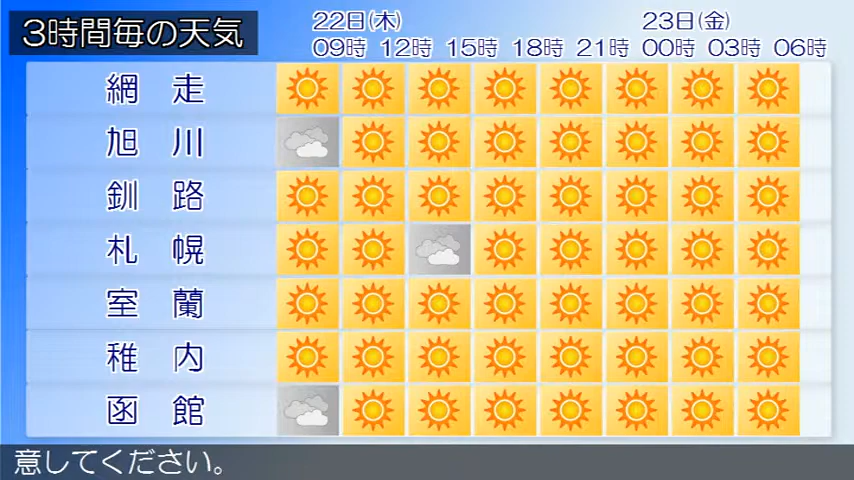 3時間毎の天気
22日(木) 23日(金)
09時 12時 15時 18時 21時 00時 03時 06時
網走
旭川
釧路
札幌
室蘭
稚内
函館
意してください。